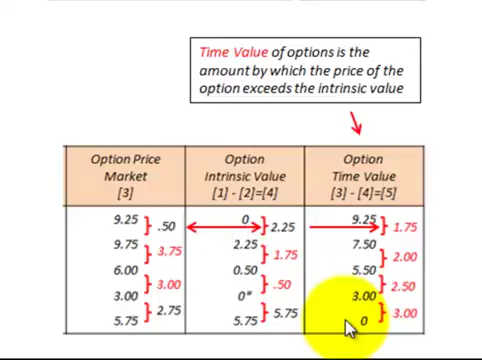 Time Value of options is the
amount by which the price of the
option exceeds the intrinsic value
Option Price Option Option
Market Intrinsic Value Time Value
[3] [1] - [2]=[4] [3] - [4]=[5]
9.25 0 9.25
.50 2.25 1.75
9.75 2.25 7.50
3.75 1.75 2.00
6.00 0.50 5.50
3.00 .50 2.50
3.00 0* 3.00
2.75 5.75 3.00
5.75 5.75 0